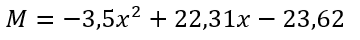 M = −3,5x² + 22,31x − 23,62